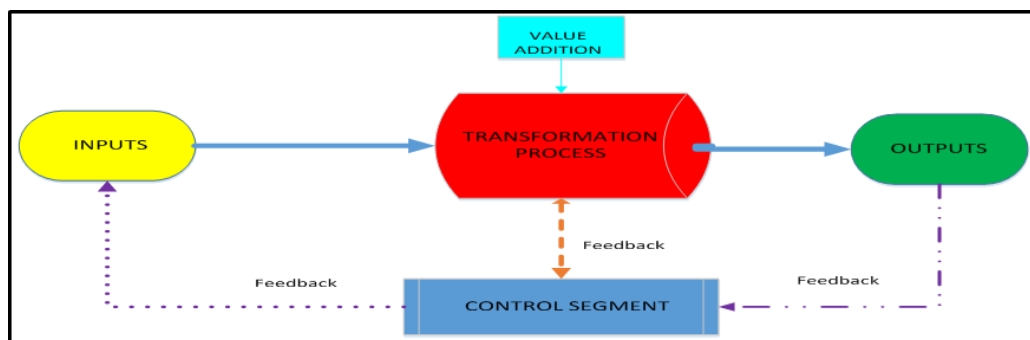 VALUE
ADDITION
INPUTS
TRANSFORMATION
PROCESS
OUTPUTS
Feedback
Feedback
Feedback
CONTROL SEGMENT